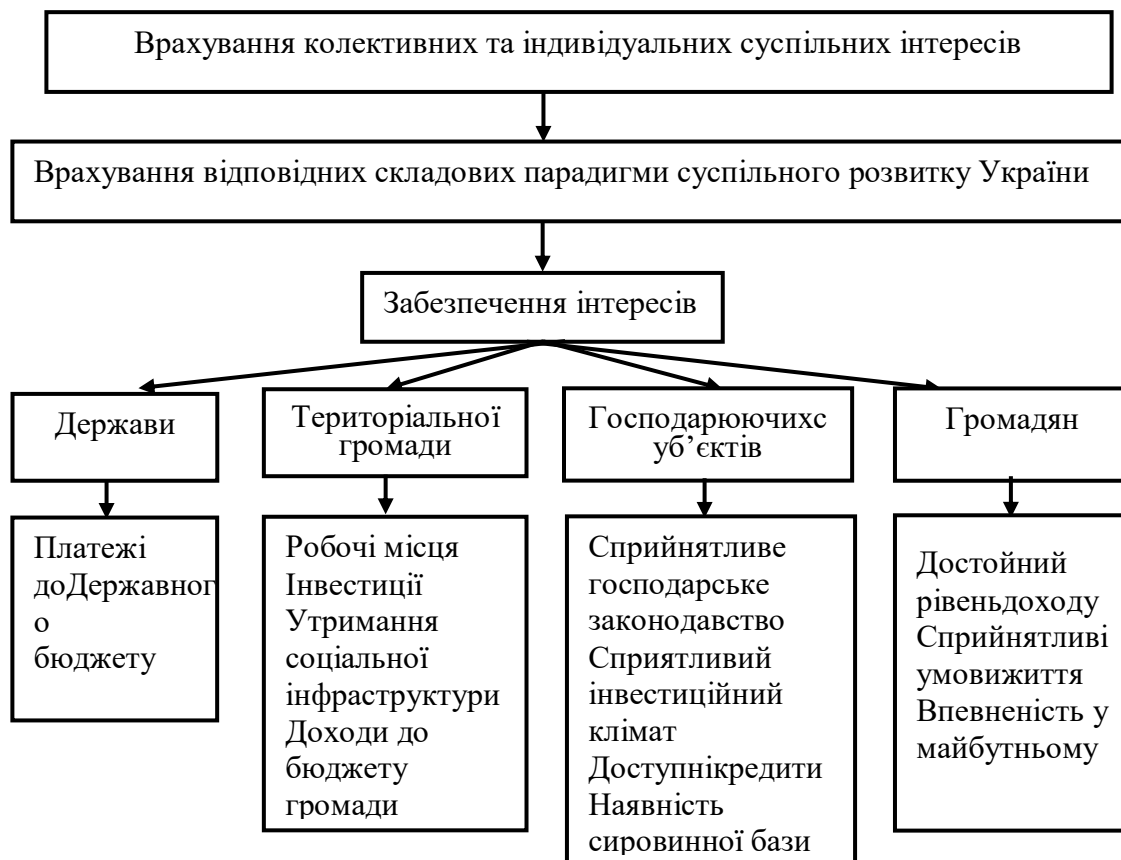 Врахування колективних та індивідуальних суспільних інтересів
Врахування відповідних складових парадигми суспільного розвитку України
Забезпечення інтересів
Держави
Територіальної
громади
Господарюючихс
уб’єктів
Громадян
Платежі
доДержавног
о
бюджету
Робочі місця
Інвестиції
Утримання
соціальної
інфраструктури
Доходи до
бюджету
громади
Сприйнятливе
господарське
законодавство
Сприятливий
інвестиційний
клімат
Доступнікредити
Наявність
сировинної бази
Достойний
рівеньдоходу
Сприйнятливі
умовижиття
Впевненість у
майбутньому